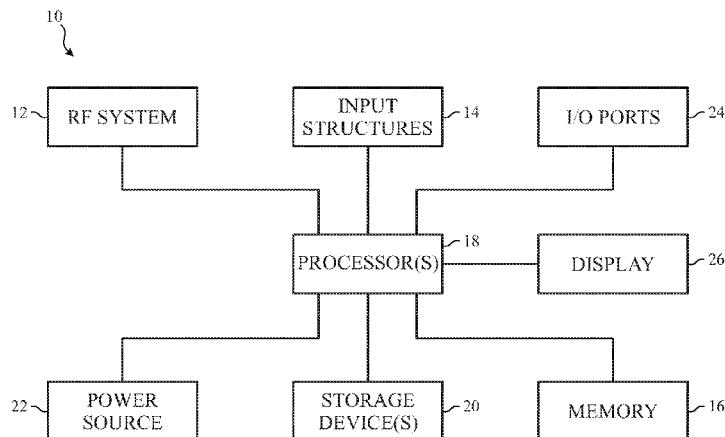 10
12
RF SYSTEM
INPUT
STRUCTURES
14
I/O PORTS
24
PROCESSOR(S)
18
DISPLAY
26
22
POWER
SOURCE
STORAGE
DEVICE(S)
20
MEMORY
16